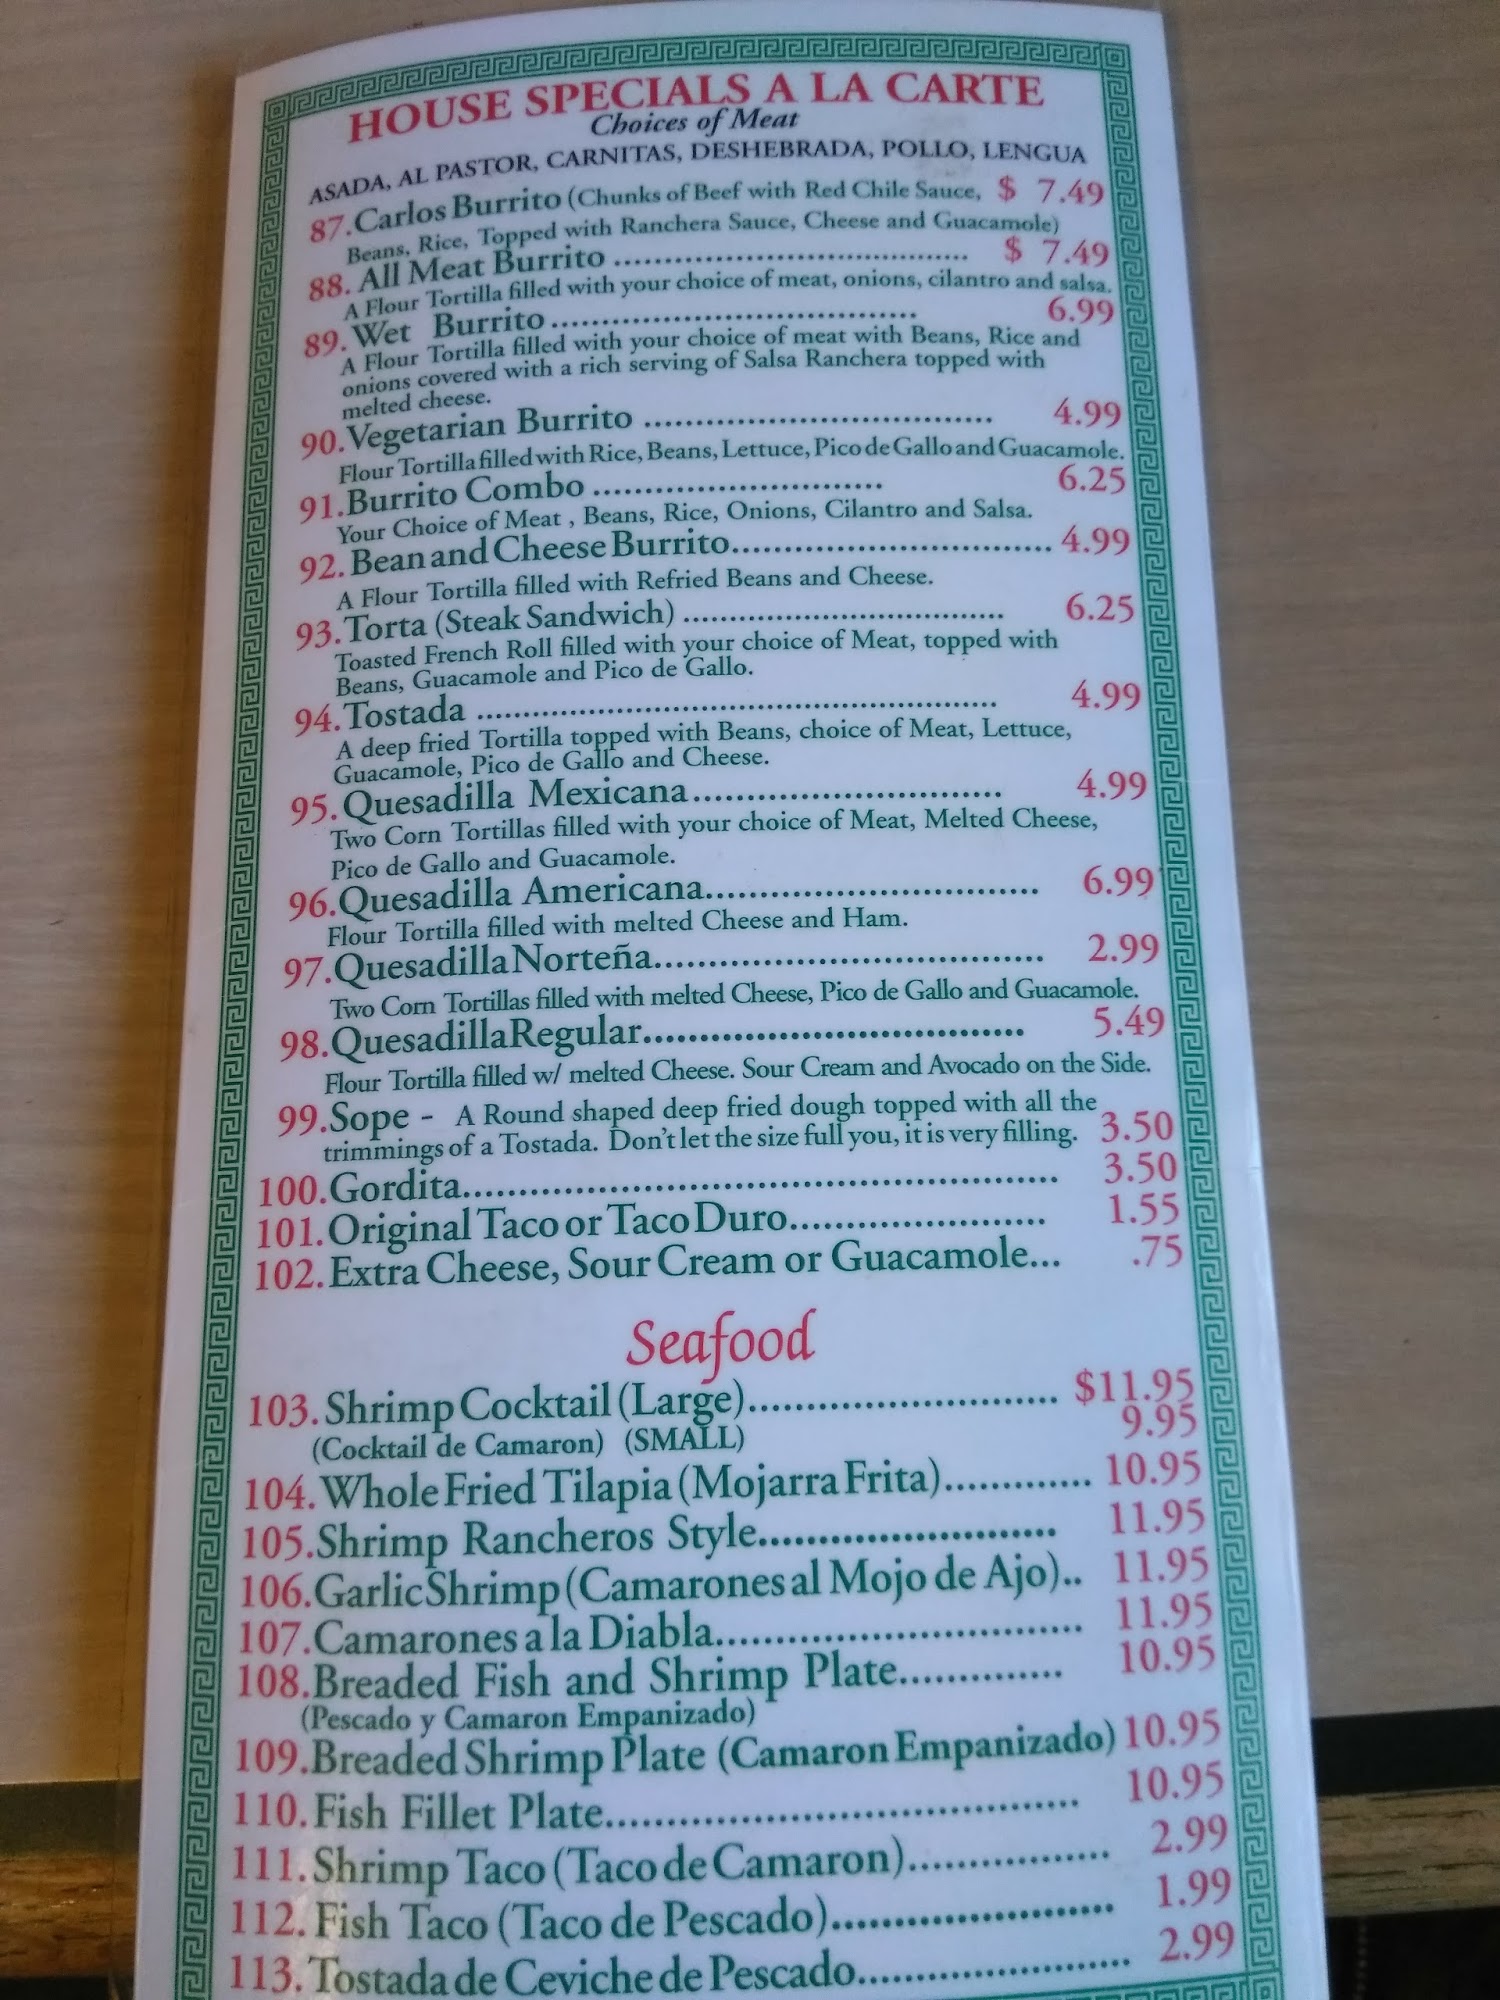 HOUSE SPECIALS A LA CARTE
Choices of Meat
ASADA, AL PASTOR, CARNITAS, DESHEBRADA, POLLO, LENGUA
87. Carlos Burrito (Chunks of Beef with Red Chile Sauce, $ 7.49
Beans, Rice, Topped with Ranchera Sauce, Cheese and Guacamole)
88. All Meat Burrito .................................... $ 7.49
A Flour Tortilla filled with your choice of meat, onions, cilantro and salsa.
89. Wet Burrito .................................... 6.99
A Flour Tortilla filled with your choice of meat with Beans, Rice and
onions covered with a rich serving of Salsa Ranchera topped with
melted cheese.
90. Vegetarian Burrito .................................. 4.99
Flour Tortilla filled with Rice, Beans, Lettuce, Pico de Gallo and Guacamole.
91. Burrito Combo ........................... 6.25
Your Choice of Meat , Beans, Rice, Onions, Cilantro and Salsa.
92. Bean and Cheese Burrito.............................. 4.99
A Flour Tortilla filled with Refried Beans and Cheese.
93. Torta (Steak Sandwich) ................................ 6.25
Toasted French Roll filled with your choice of Meat, topped with
Beans, Guacamole and Pico de Gallo.
94. Tostada .................................................... 4.99
A deep fried Tortilla topped with Beans, choice of Meat, Lettuce,
Guacamole, Pico de Gallo and Cheese.
95. Quesadilla Mexicana.............................. 4.99
Two Corn Tortillas filled with your choice of Meat, Melted Cheese,
Pico de Gallo and Guacamole.
96. Quesadilla Americana............................... 6.99
Flour Tortilla filled with melted Cheese and Ham.
97. Quesadilla Norteña.................................... 2.99
Two Corn Tortillas filled with melted Cheese, Pico de Gallo and Guacamole.
98. Quesadilla Regular................................... 5.49
Flour Tortilla filled w/ melted Cheese. Sour Cream and Avocado on the Side.
99. Sope - A Round shaped deep fried dough topped with all the
trimmings of a Tostada. Don't let the size full you, it is very filling. 3.50
100. Gordita........................................................ 3.50
101. Original Taco or Taco Duro........................ 1.55
102. Extra Cheese, Sour Cream or Guacamole... .75
Seafood
103. Shrimp Cocktail (Large)............................ $11.95
(Cocktail de Camaron) (SMALL) 9.95
104. Whole Fried Tilapia (Mojarra Frita)............. 10.95
105. Shrimp Rancheros Style........................... 11.95
106. Garlic Shrimp (Camarones al Mojo de Ajo).. 11.95
107. Camarones a la Diabla................................. 11.95
108. Breaded Fish and Shrimp Plate.............. 10.95
(Pescado y Camaron Empanizado)
109. Breaded Shrimp Plate (Camaron Empanizado) 10.95
110. Fish Fillet Plate......................................... 10.95
111. Shrimp Taco (Taco de Camaron)................. 2.99
112. Fish Taco (Taco de Pescado)......................... 1.99
113. Tostada de Ceviche de Pescado........................ 2.99